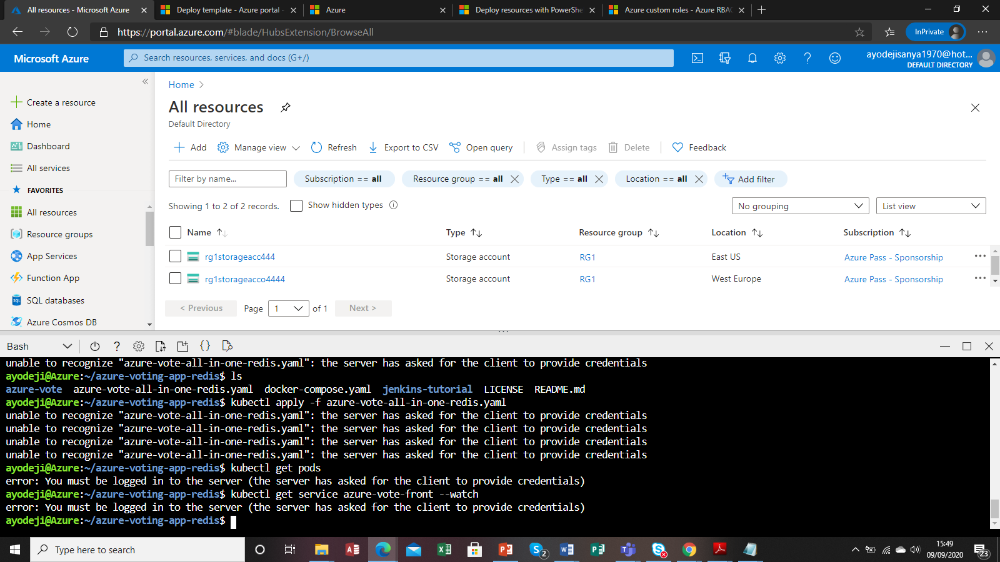 All resources - Microsoft Azure
Deploy template - Azure portal -
Azure
Deploy resources with PowerShe
Azure custom roles - Azure RBAC
https://portal.azure.com/#blade/HubsExtension/BrowseAll
InPrivate
Microsoft Azure
Search resources, services, and docs (G+/)
ayodejisanya1970@hot...
DEFAULT DIRECTORY
Create a resource
Home
Dashboard
All services
FAVORITES
All resources
Resource groups
App Services
Function App
SQL databases
Azure Cosmos DB
Home >
All resources
Default Directory
Add
Manage view
Refresh
Export to CSV
Open query
Assign tags
Delete
Feedback
Filter by name...
Subscription == all
Resource group == all
Type == all
Location == all
Add filter
Showing 1 to 2 of 2 records.
Show hidden types
No grouping
List view
Name Type Resource group Location Subscription
rg1storageacc444 Storage account RG1 East US Azure Pass - Sponsorship
rg1storageacco4444 Storage account RG1 West Europe Azure Pass - Sponsorship
< Previous Page 1 of 1 Next >
Bash
unable to recognize "azure-vote-all-in-one-redis.yaml": the server has asked for the client to provide credentials
ayodeji@Azure:~/azure-voting-app-redis$ ls
azure-vote azure-vote-all-in-one-redis.yaml docker-compose.yaml jenkins-tutorial LICENSE README.md
ayodeji@Azure:~/azure-voting-app-redis$ kubectl apply -f azure-vote-all-in-one-redis.yaml
unable to recognize "azure-vote-all-in-one-redis.yaml": the server has asked for the client to provide credentials
unable to recognize "azure-vote-all-in-one-redis.yaml": the server has asked for the client to provide credentials
unable to recognize "azure-vote-all-in-one-redis.yaml": the server has asked for the client to provide credentials
unable to recognize "azure-vote-all-in-one-redis.yaml": the server has asked for the client to provide credentials
ayodeji@Azure:~/azure-voting-app-redis$ kubectl get pods
error: You must be logged in to the server (the server has asked for the client to provide credentials)
ayodeji@Azure:~/azure-voting-app-redis$ kubectl get service azure-vote-front --watch
error: You must be logged in to the server (the server has asked for the client to provide credentials)
ayodeji@Azure:~/azure-voting-app-redis$
Type here to search
2
15:49
09/09/2020
23